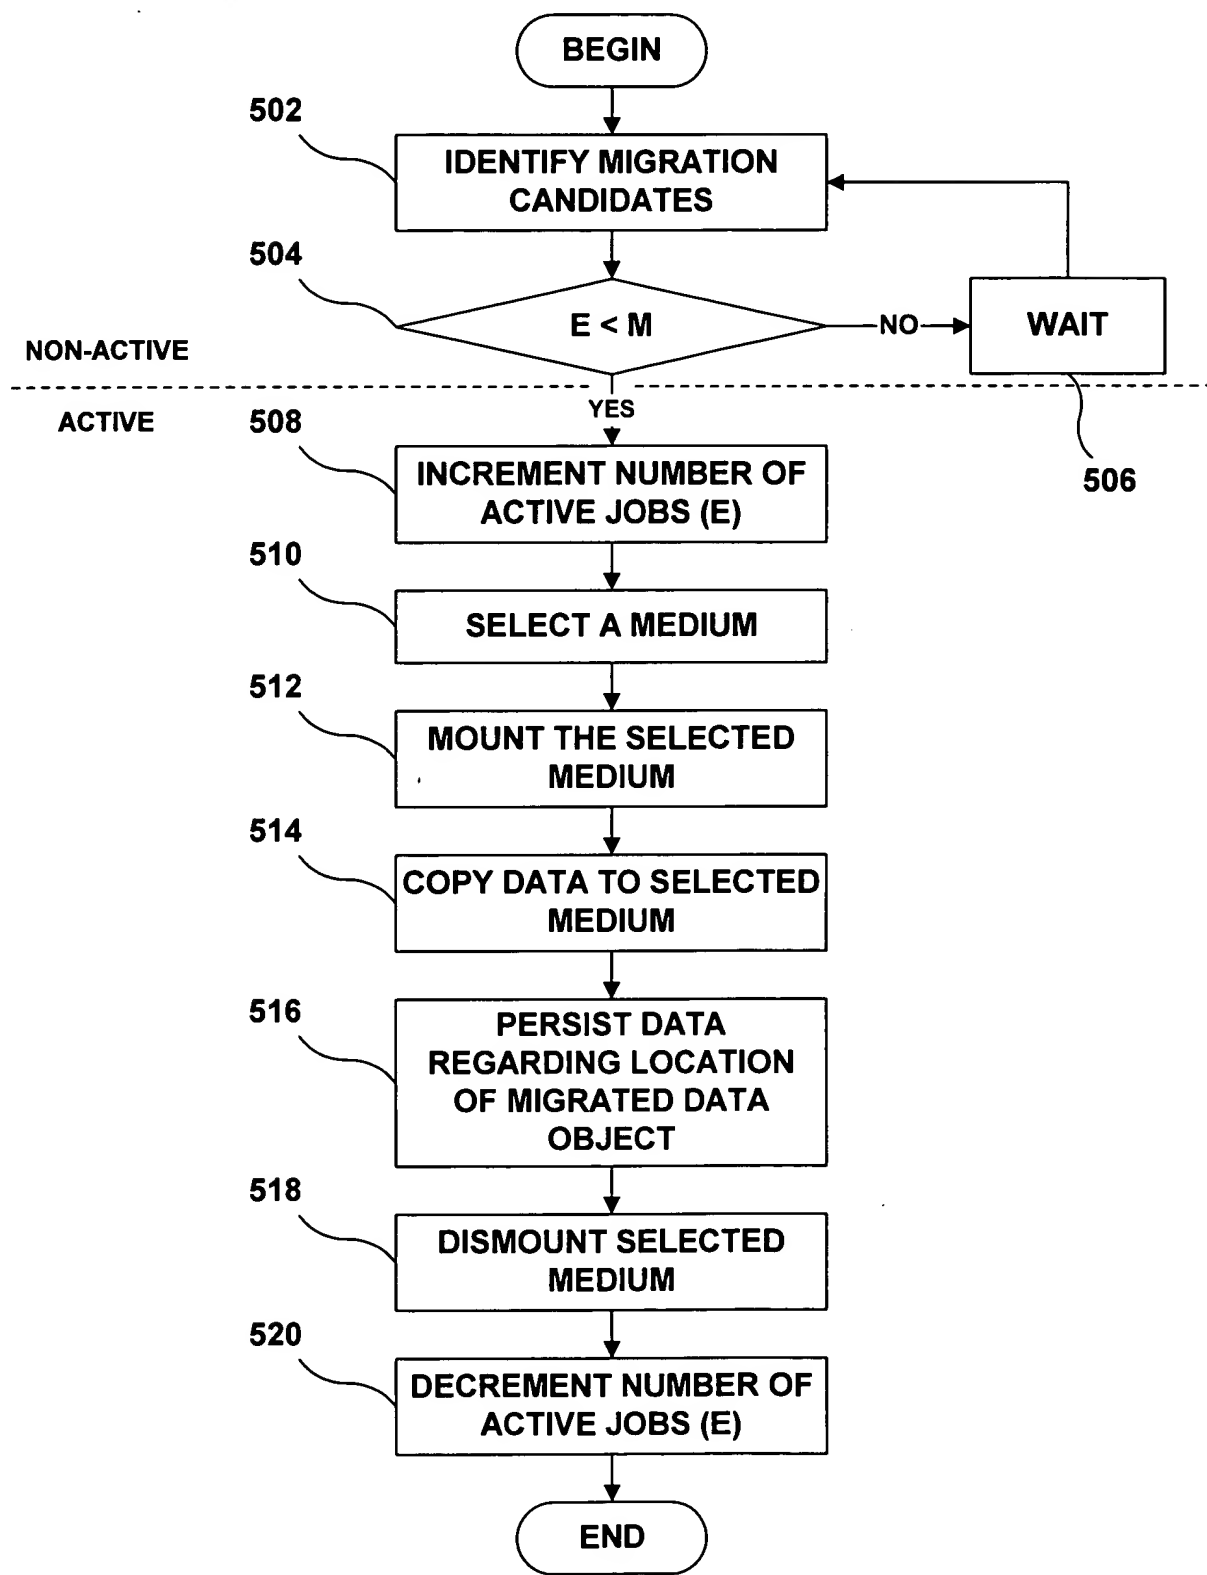 BEGIN
502
IDENTIFY MIGRATION
CANDIDATES
504
E < M
NO
WAIT
NON-ACTIVE
YES
ACTIVE
506
508
INCREMENT NUMBER OF
ACTIVE JOBS (E)
510
SELECT A MEDIUM
512
MOUNT THE SELECTED
MEDIUM
514
COPY DATA TO SELECTED
MEDIUM
516
PERSIST DATA
REGARDING LOCATION
OF MIGRATED DATA
OBJECT
518
DISMOUNT SELECTED
MEDIUM
520
DECREMENT NUMBER OF
ACTIVE JOBS (E)
END